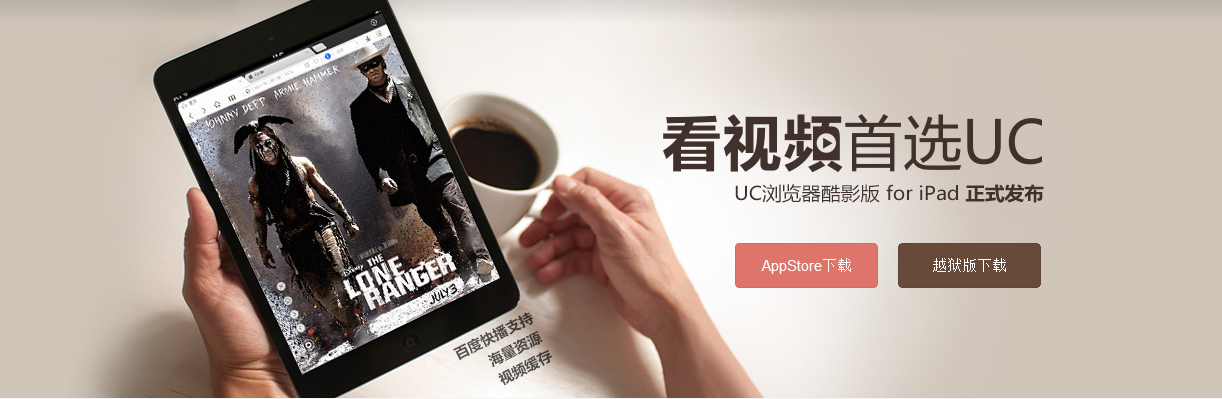 JOHNNY DEPP ARMIE HAMMER
Disney
THE
LONE
RANGER
JULY 3
百度快播支持
海量资源
视频缓存
看视频首选UC
UC浏览器酷影版 for iPad 正式发布
AppStore下载
越狱版下载